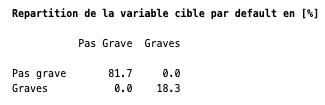 Repartition de la variable cible par default en [%]
Pas Grave Graves
Pas grave 81.7 0.0
Graves 0.0 18.3